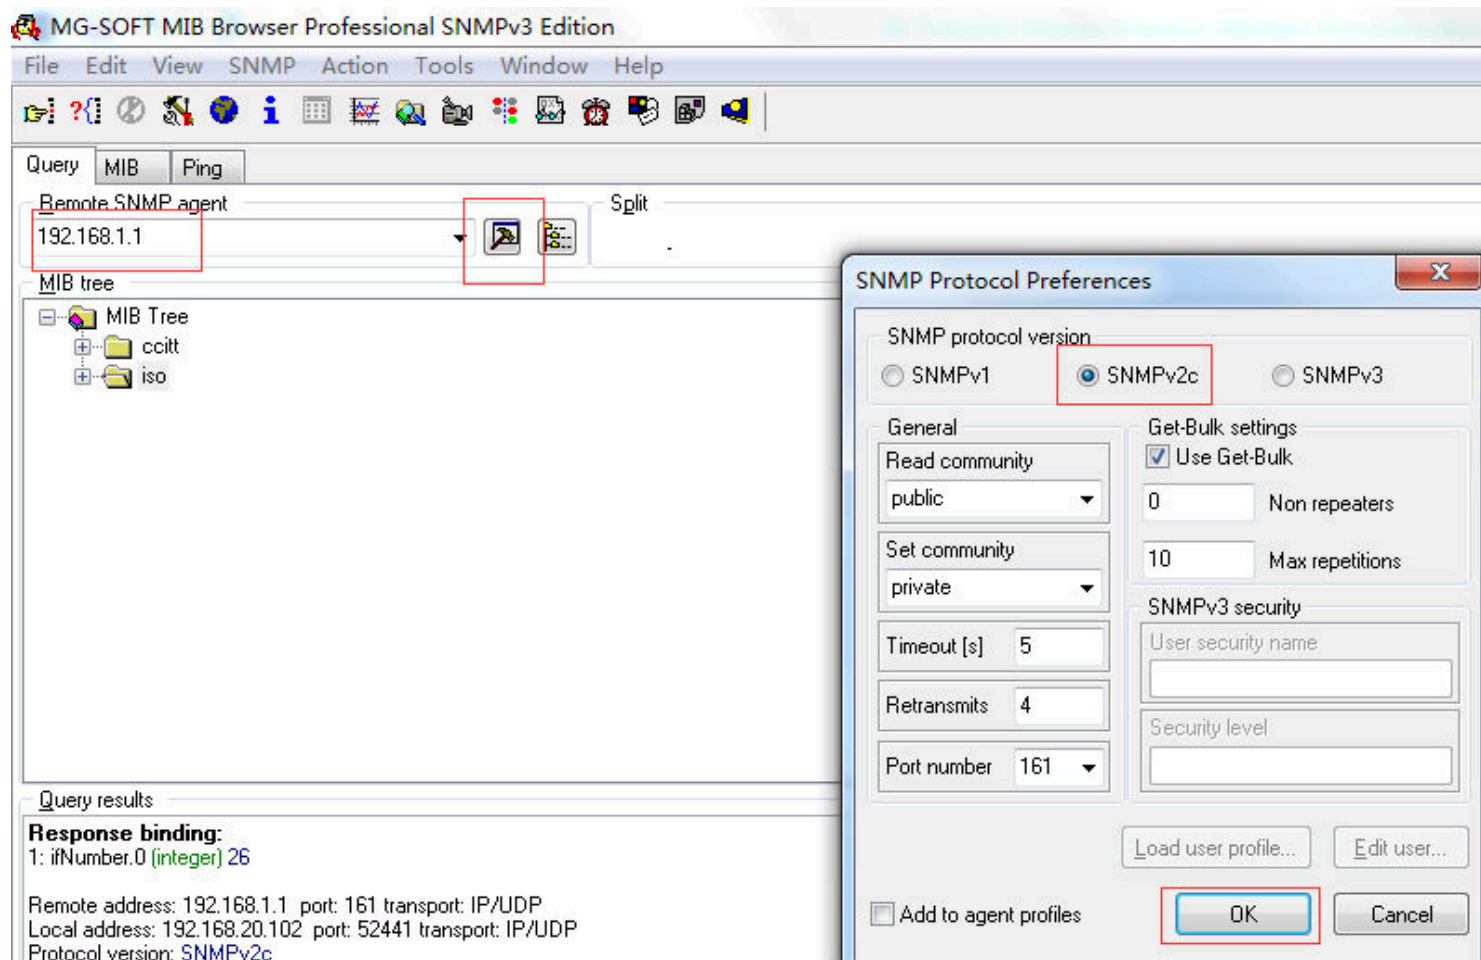 MG-SOFT MIB Browser Professional SNMPv3 Edition
File Edit View SNMP Action Tools Window Help
Query MIB Ping
Remote SNMP agent
Split
192.168.1.1
MIB tree
MIB Tree
ccitt
iso
SNMP Protocol Preferences
SNMP protocol version
SNMPv1 SNMPv2c SNMPv3
General
Read community
public
Set community
private
Timeout [s] 5
Retransmits 4
Port number 161
Get-Bulk settings
Use Get-Bulk
0 Non repeaters
10 Max repetitions
SNMPv3 security
User security name
Security level
Load user profile... Edit user...
Add to agent profiles OK Cancel
Query results
Response binding:
1: ifNumber.0 (integer) 26
Remote address: 192.168.1.1 port: 161 transport: IP/UDP
Local address: 192.168.20.102 port: 52441 transport: IP/UDP
Protocol version: SNMPv2c